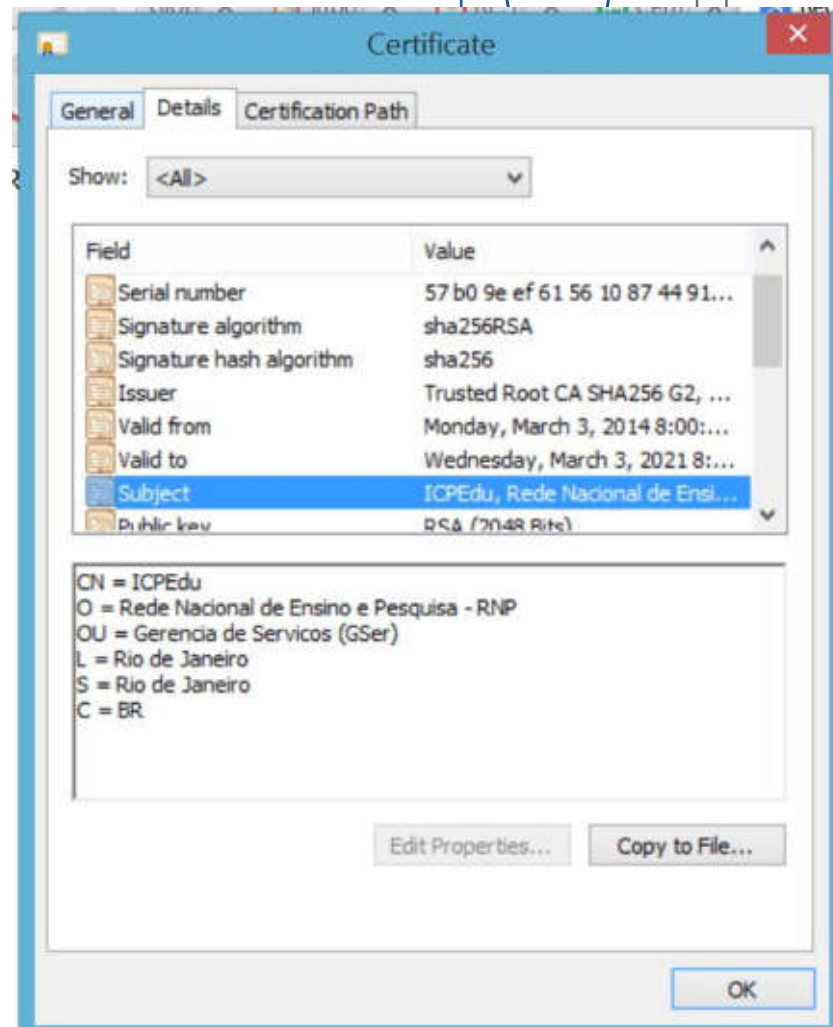 Certificate
General Details Certification Path
Show: <All>
Field Value
Serial number 57 b0 9e ef 61 56 10 87 44 91...
Signature algorithm sha256RSA
Signature hash algorithm sha256
Issuer Trusted Root CA SHA256 G2, ...
Valid from Monday, March 3, 2014 8:00:...
Valid to Wednesday, March 3, 2021 8:...
Subject ICPEdu, Rede Nacional de Ensi...
Public key RSA (2048 Bits)
CN = ICPEdu
O = Rede Nacional de Ensino e Pesquisa - RNP
OU = Gerencia de Servicos (GSer)
L = Rio de Janeiro
S = Rio de Janeiro
C = BR
Edit Properties... Copy to File...
OK